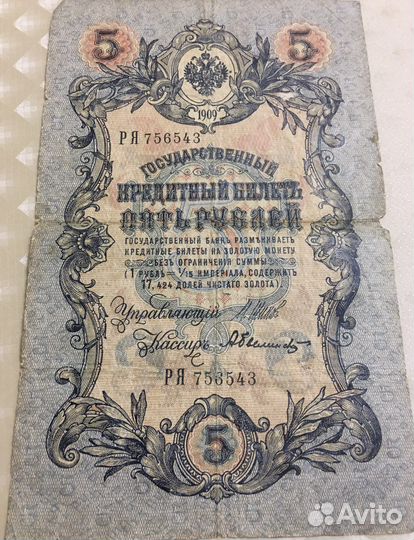 5 5
1909
РЯ 756543
ГОСУДАРСТВЕННЫЙ
КРЕДИТНЫЙ БИЛЕТЪ
ПЯТЬ РУБЛЕЙ
ГОСУДАРСТВЕННЫЙ БАНКЪ РАЗМѢНИВАЕТЪ
КРЕДИТНЫЕ БИЛЕТЫ НА ЗОЛОТУЮ МОНЕТУ
БЕЗЪ ОГРАНИЧЕНІЯ СУММЫ
(1 РУБЛЬ = 1/15 ИМПЕРІАЛА, СОДЕРЖИТЪ
17,424 ДОЛЕЙ ЧИСТАГО ЗОЛОТА).
Управляющій
Кассиръ
РЯ 756543
5
Avito